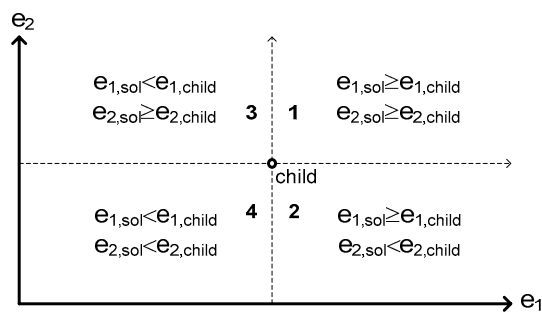 e2
e1,sol<e1,child
e2,sol≥e2,child
3
1
e1,sol≥e1,child
e2,sol≥e2,child
child
e1,sol<e1,child
e2,sol<e2,child
4
2
e1,sol≥e1,child
e2,sol<e2,child
e1